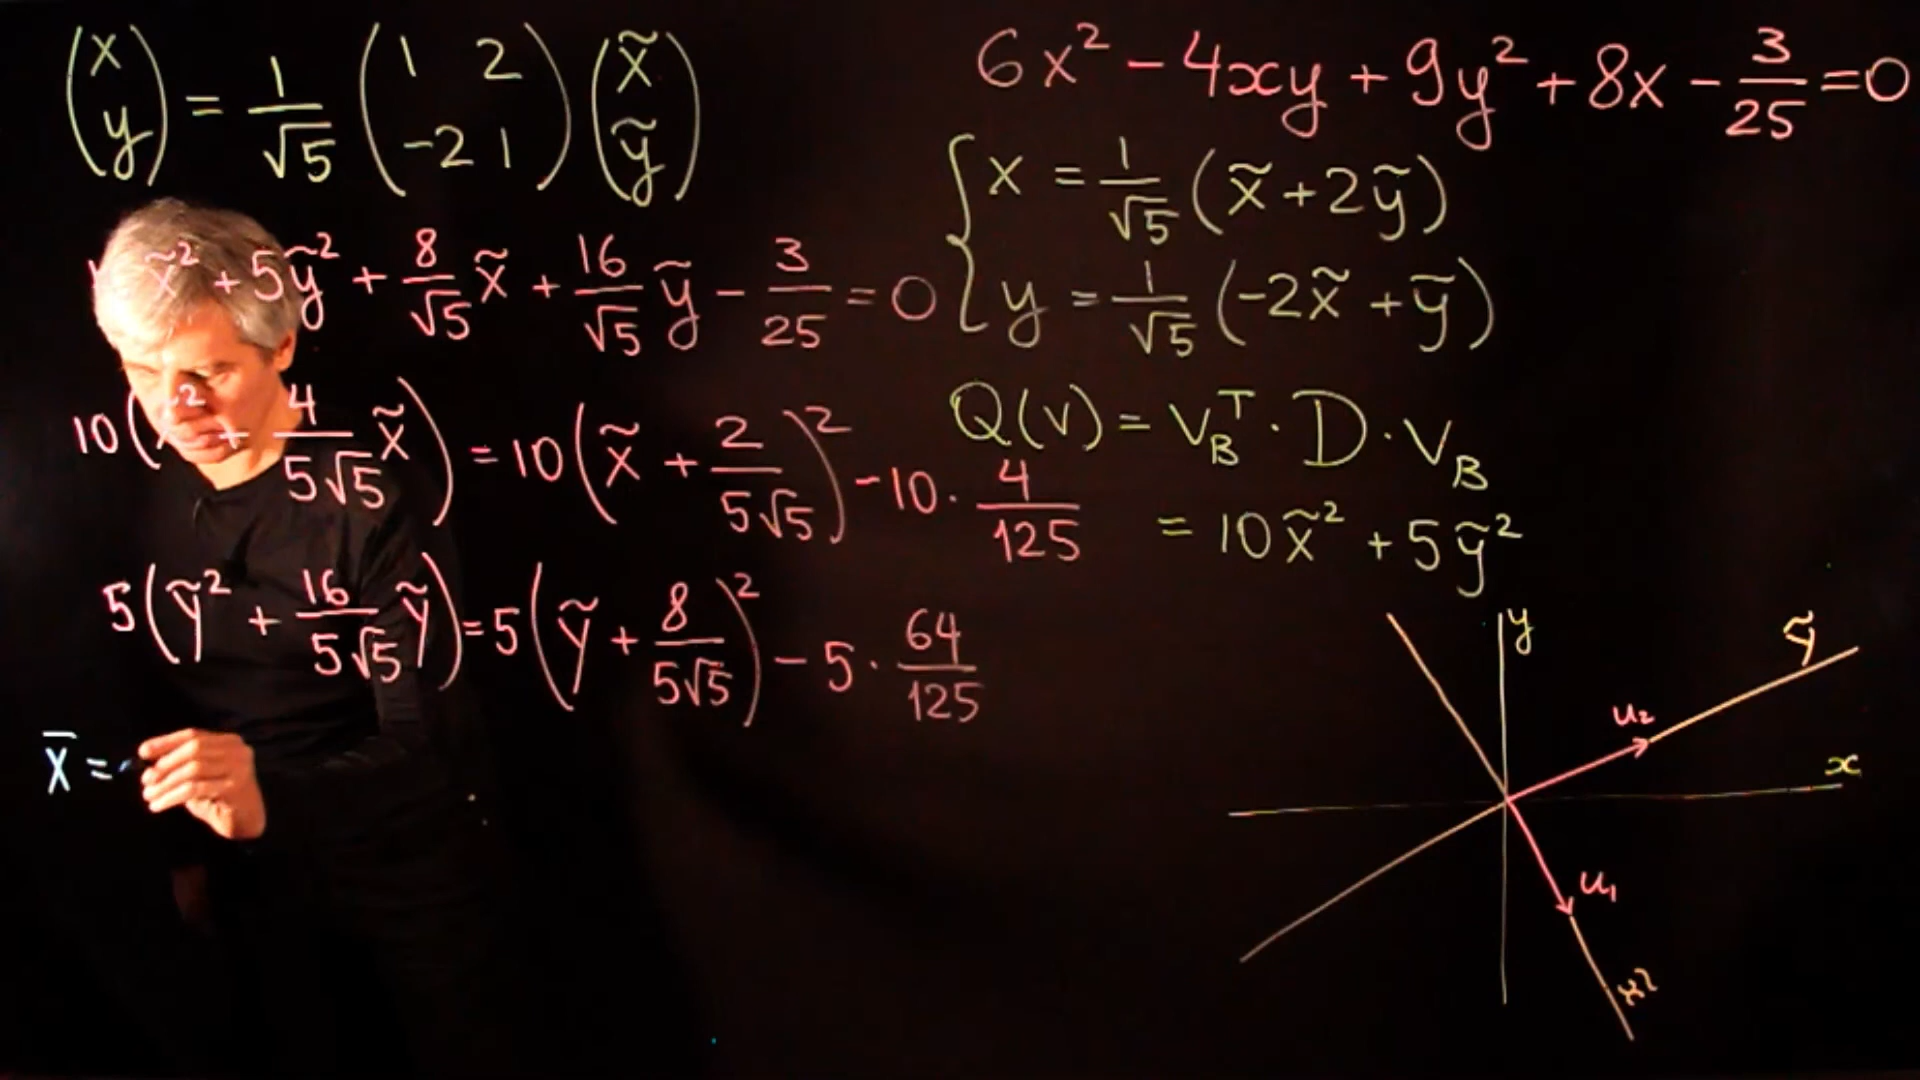 (x y) = 1/√5 (1 2 -2 1) (x̃ ỹ)
6x² - 4xy + 9y² + 8x - 3/25 = 0
{ x = 1/√5 (x̃ + 2ỹ)
y = 1/√5 (-2x̃ + ỹ)
x̃² + 5ỹ² + 8/√5 x̃ + 16/√5 ỹ - 3/25 = 0
Q(v) = v_B^T · D · v_B
= 10x̃² + 5ỹ²
10(x̃² + 4/5√5 x̃) = 10(x̃ + 2/5√5)² - 10 · 4/125
5(ỹ² + 16/5√5 ỹ) = 5(ỹ + 8/5√5)² - 5 · 64/125
x̄ =
y
ỹ
u₂
x
u₁
x̃